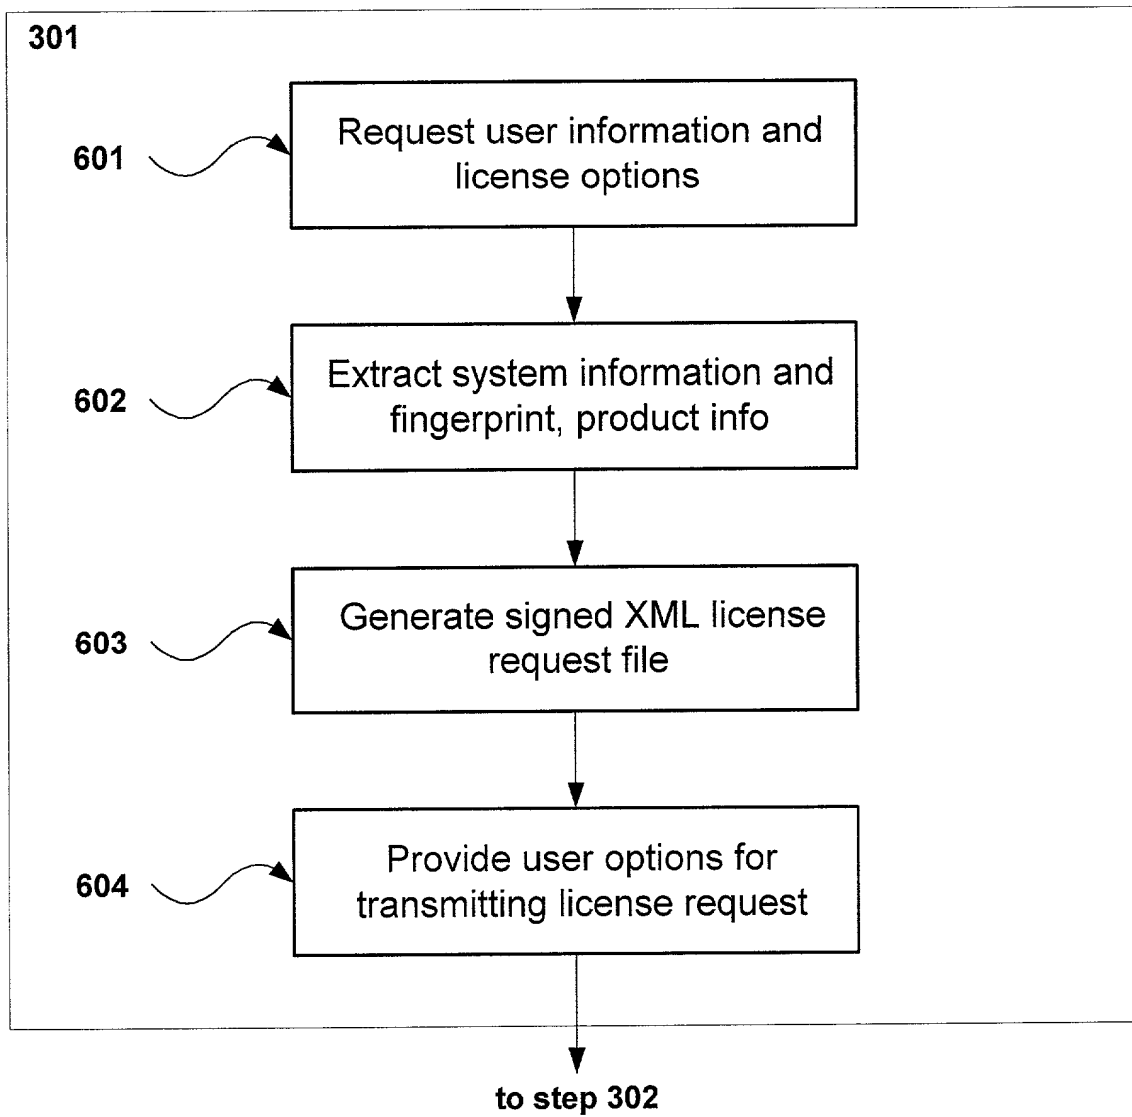 301
601
Request user information and
license options
602
Extract system information and
fingerprint, product info
603
Generate signed XML license
request file
604
Provide user options for
transmitting license request
to step 302